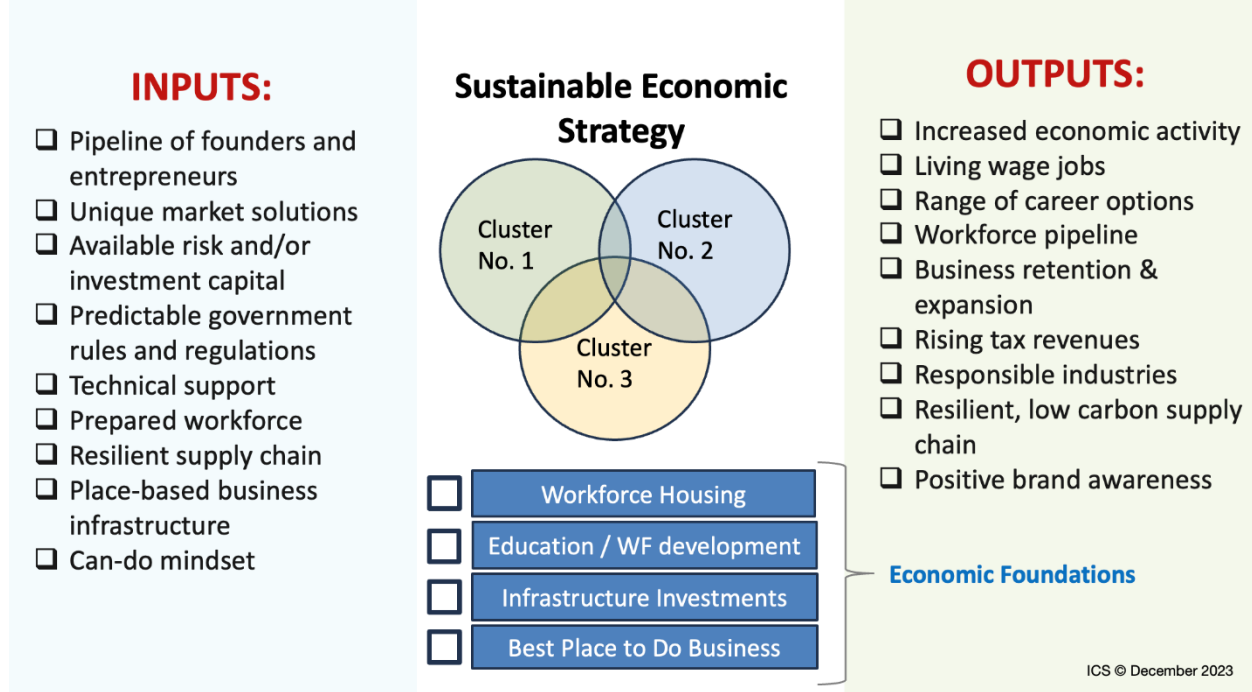 INPUTS:
Pipeline of founders and
entrepreneurs
Unique market solutions
Available risk and/or
investment capital
Predictable government
rules and regulations
Technical support
Prepared workforce
Resilient supply chain
Place-based business
infrastructure
Can-do mindset
Sustainable Economic
Strategy
Cluster
No. 1
Cluster
No. 2
Cluster
No. 3
Workforce Housing
Education / WF development
Infrastructure Investments
Best Place to Do Business
Economic Foundations
OUTPUTS:
Increased economic activity
Living wage jobs
Range of career options
Workforce pipeline
Business retention &
expansion
Rising tax revenues
Responsible industries
Resilient, low carbon supply
chain
Positive brand awareness
ICS © December 2023